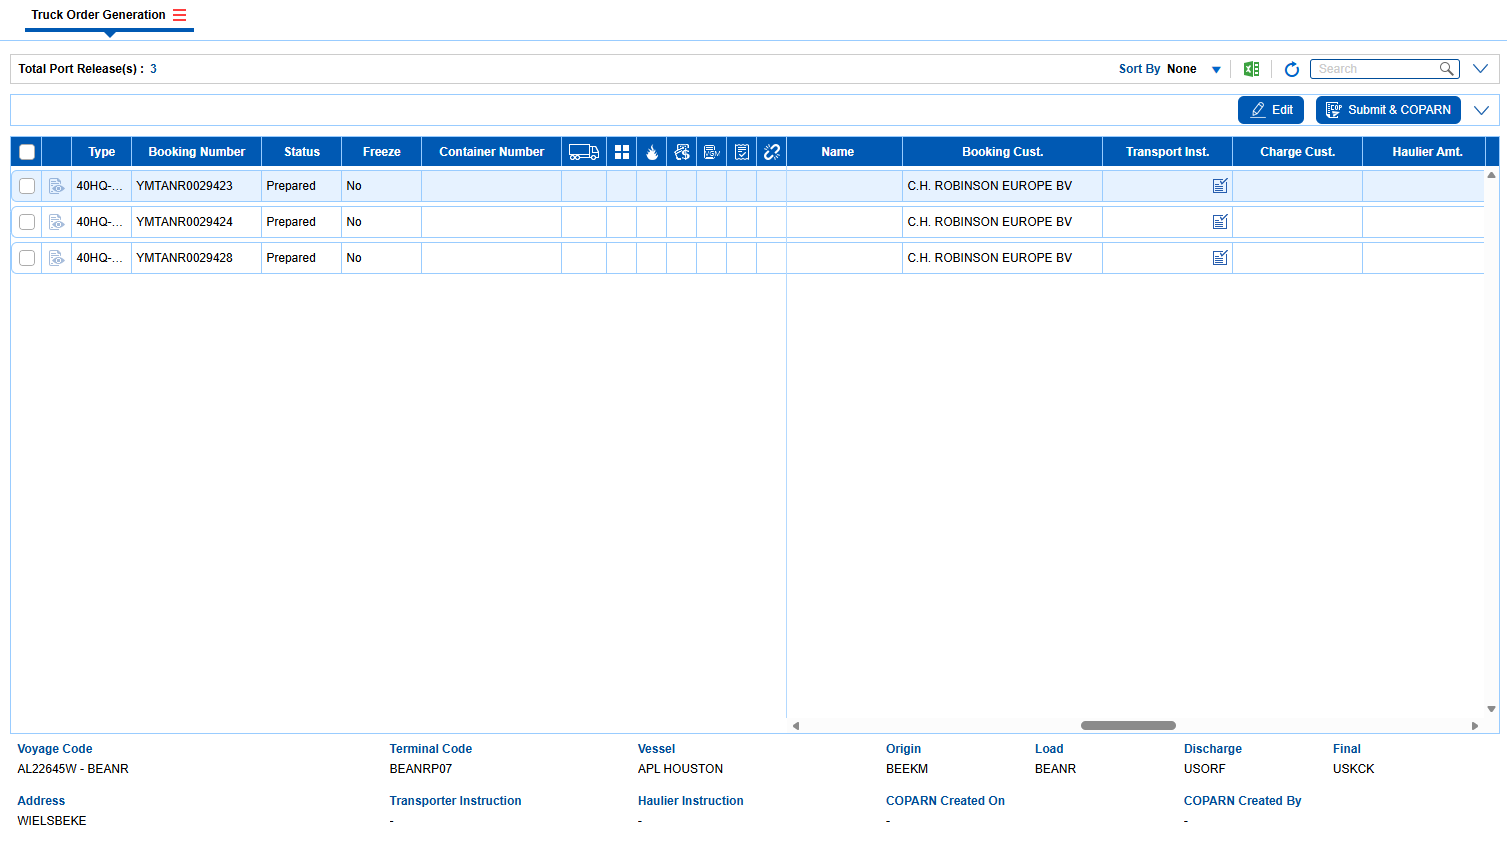 Truck Order Generation
Total Port Release(s) : 3
Sort By None
Search
Edit
Submit & COPARN
Type Booking Number Status Freeze Container Number Name Booking Cust. Transport Inst. Charge Cust. Haulier Amt.
40HQ-... YMTANR0029423 Prepared No C.H. ROBINSON EUROPE BV
40HQ-... YMTANR0029424 Prepared No C.H. ROBINSON EUROPE BV
40HQ-... YMTANR0029428 Prepared No C.H. ROBINSON EUROPE BV
Voyage Code Terminal Code Vessel Origin Load Discharge Final
AL22645W - BEANR BEANRP07 APL HOUSTON BEEKM BEANR USORF USKCK
Address Transporter Instruction Haulier Instruction COPARN Created On COPARN Created By
WIELSBEKE - - - -